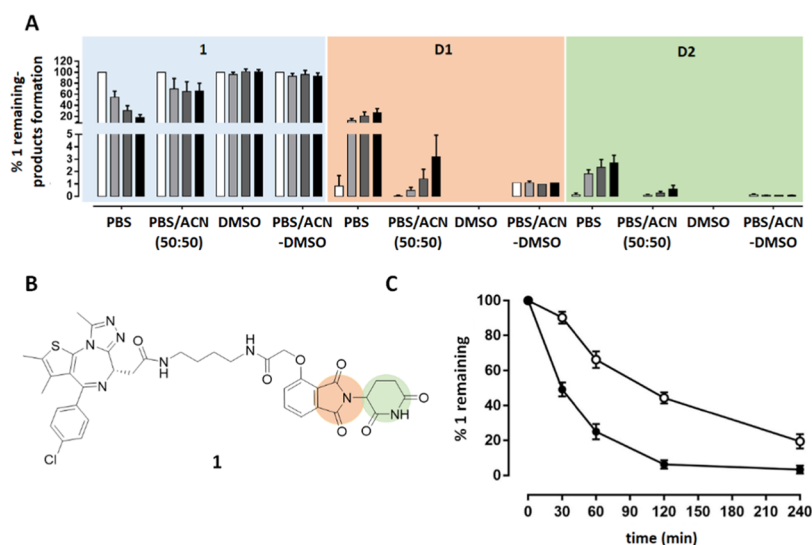 A
1
D1
D2
% 1 remaining-
products formation
120
100
80
60
40
20
5
4
3
2
1
0
PBS
PBS/ACN
(50:50)
DMSO
PBS/ACN
-DMSO
PBS
PBS/ACN
(50:50)
DMSO
PBS/ACN
-DMSO
PBS
PBS/ACN
(50:50)
DMSO
PBS/ACN
-DMSO
B
N
N
N
S
N
O
N
H
H
N
O
O
O
N
O
O
NH
O
Cl
1
C
% 1 remaining
100
80
60
40
20
0
0
30
60
90
120
150
180
210
240
time (min)